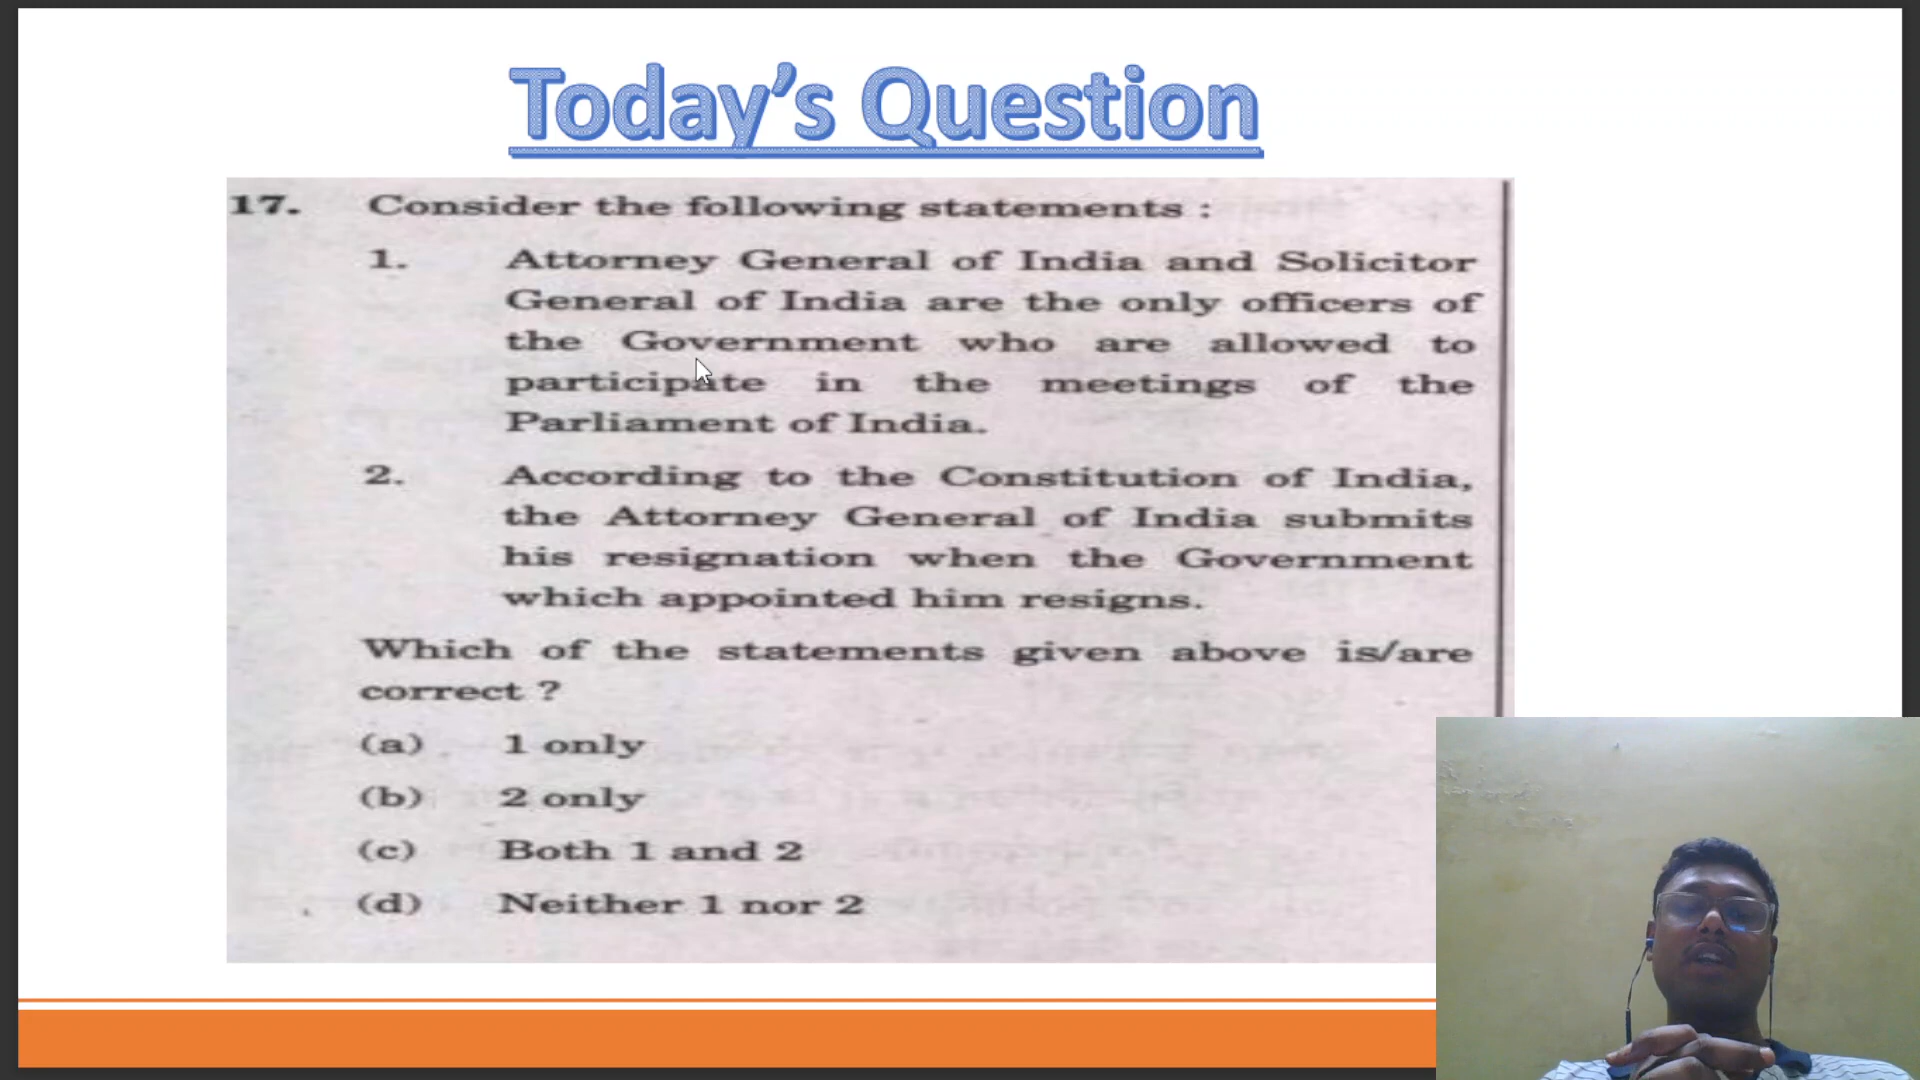 Today's Question
17. Consider the following statements :
1. Attorney General of India and Solicitor
General of India are the only officers of
the Government who are allowed to
participate in the meetings of the
Parliament of India.
2. According to the Constitution of India,
the Attorney General of India submits
his resignation when the Government
which appointed him resigns.
Which of the statements given above is/are
correct ?
(a) 1 only
(b) 2 only
(c) Both 1 and 2
(d) Neither 1 nor 2